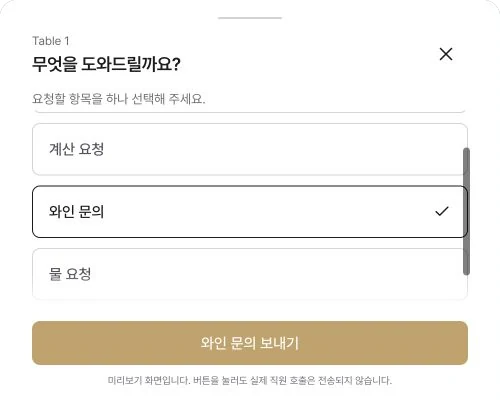 Table 1
무엇을 도와드릴까요?
요청할 항목을 하나 선택해 주세요.
계산 요청
와인 문의
물 요청
와인 문의 보내기
미리보기 화면입니다. 버튼을 눌러도 실제 직원 호출은 전송되지 않습니다.